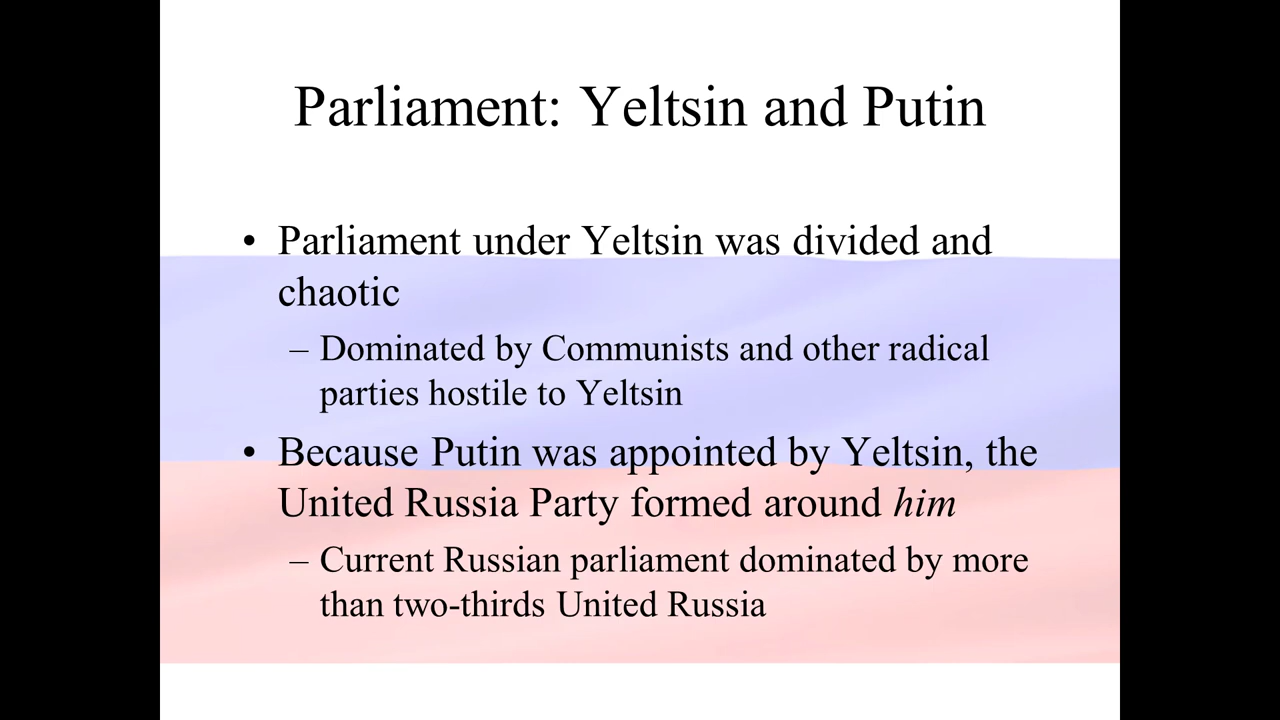 Parliament: Yeltsin and Putin
• Parliament under Yeltsin was divided and
chaotic
– Dominated by Communists and other radical
parties hostile to Yeltsin
• Because Putin was appointed by Yeltsin, the
United Russia Party formed around him
– Current Russian parliament dominated by more
than two-thirds United Russia